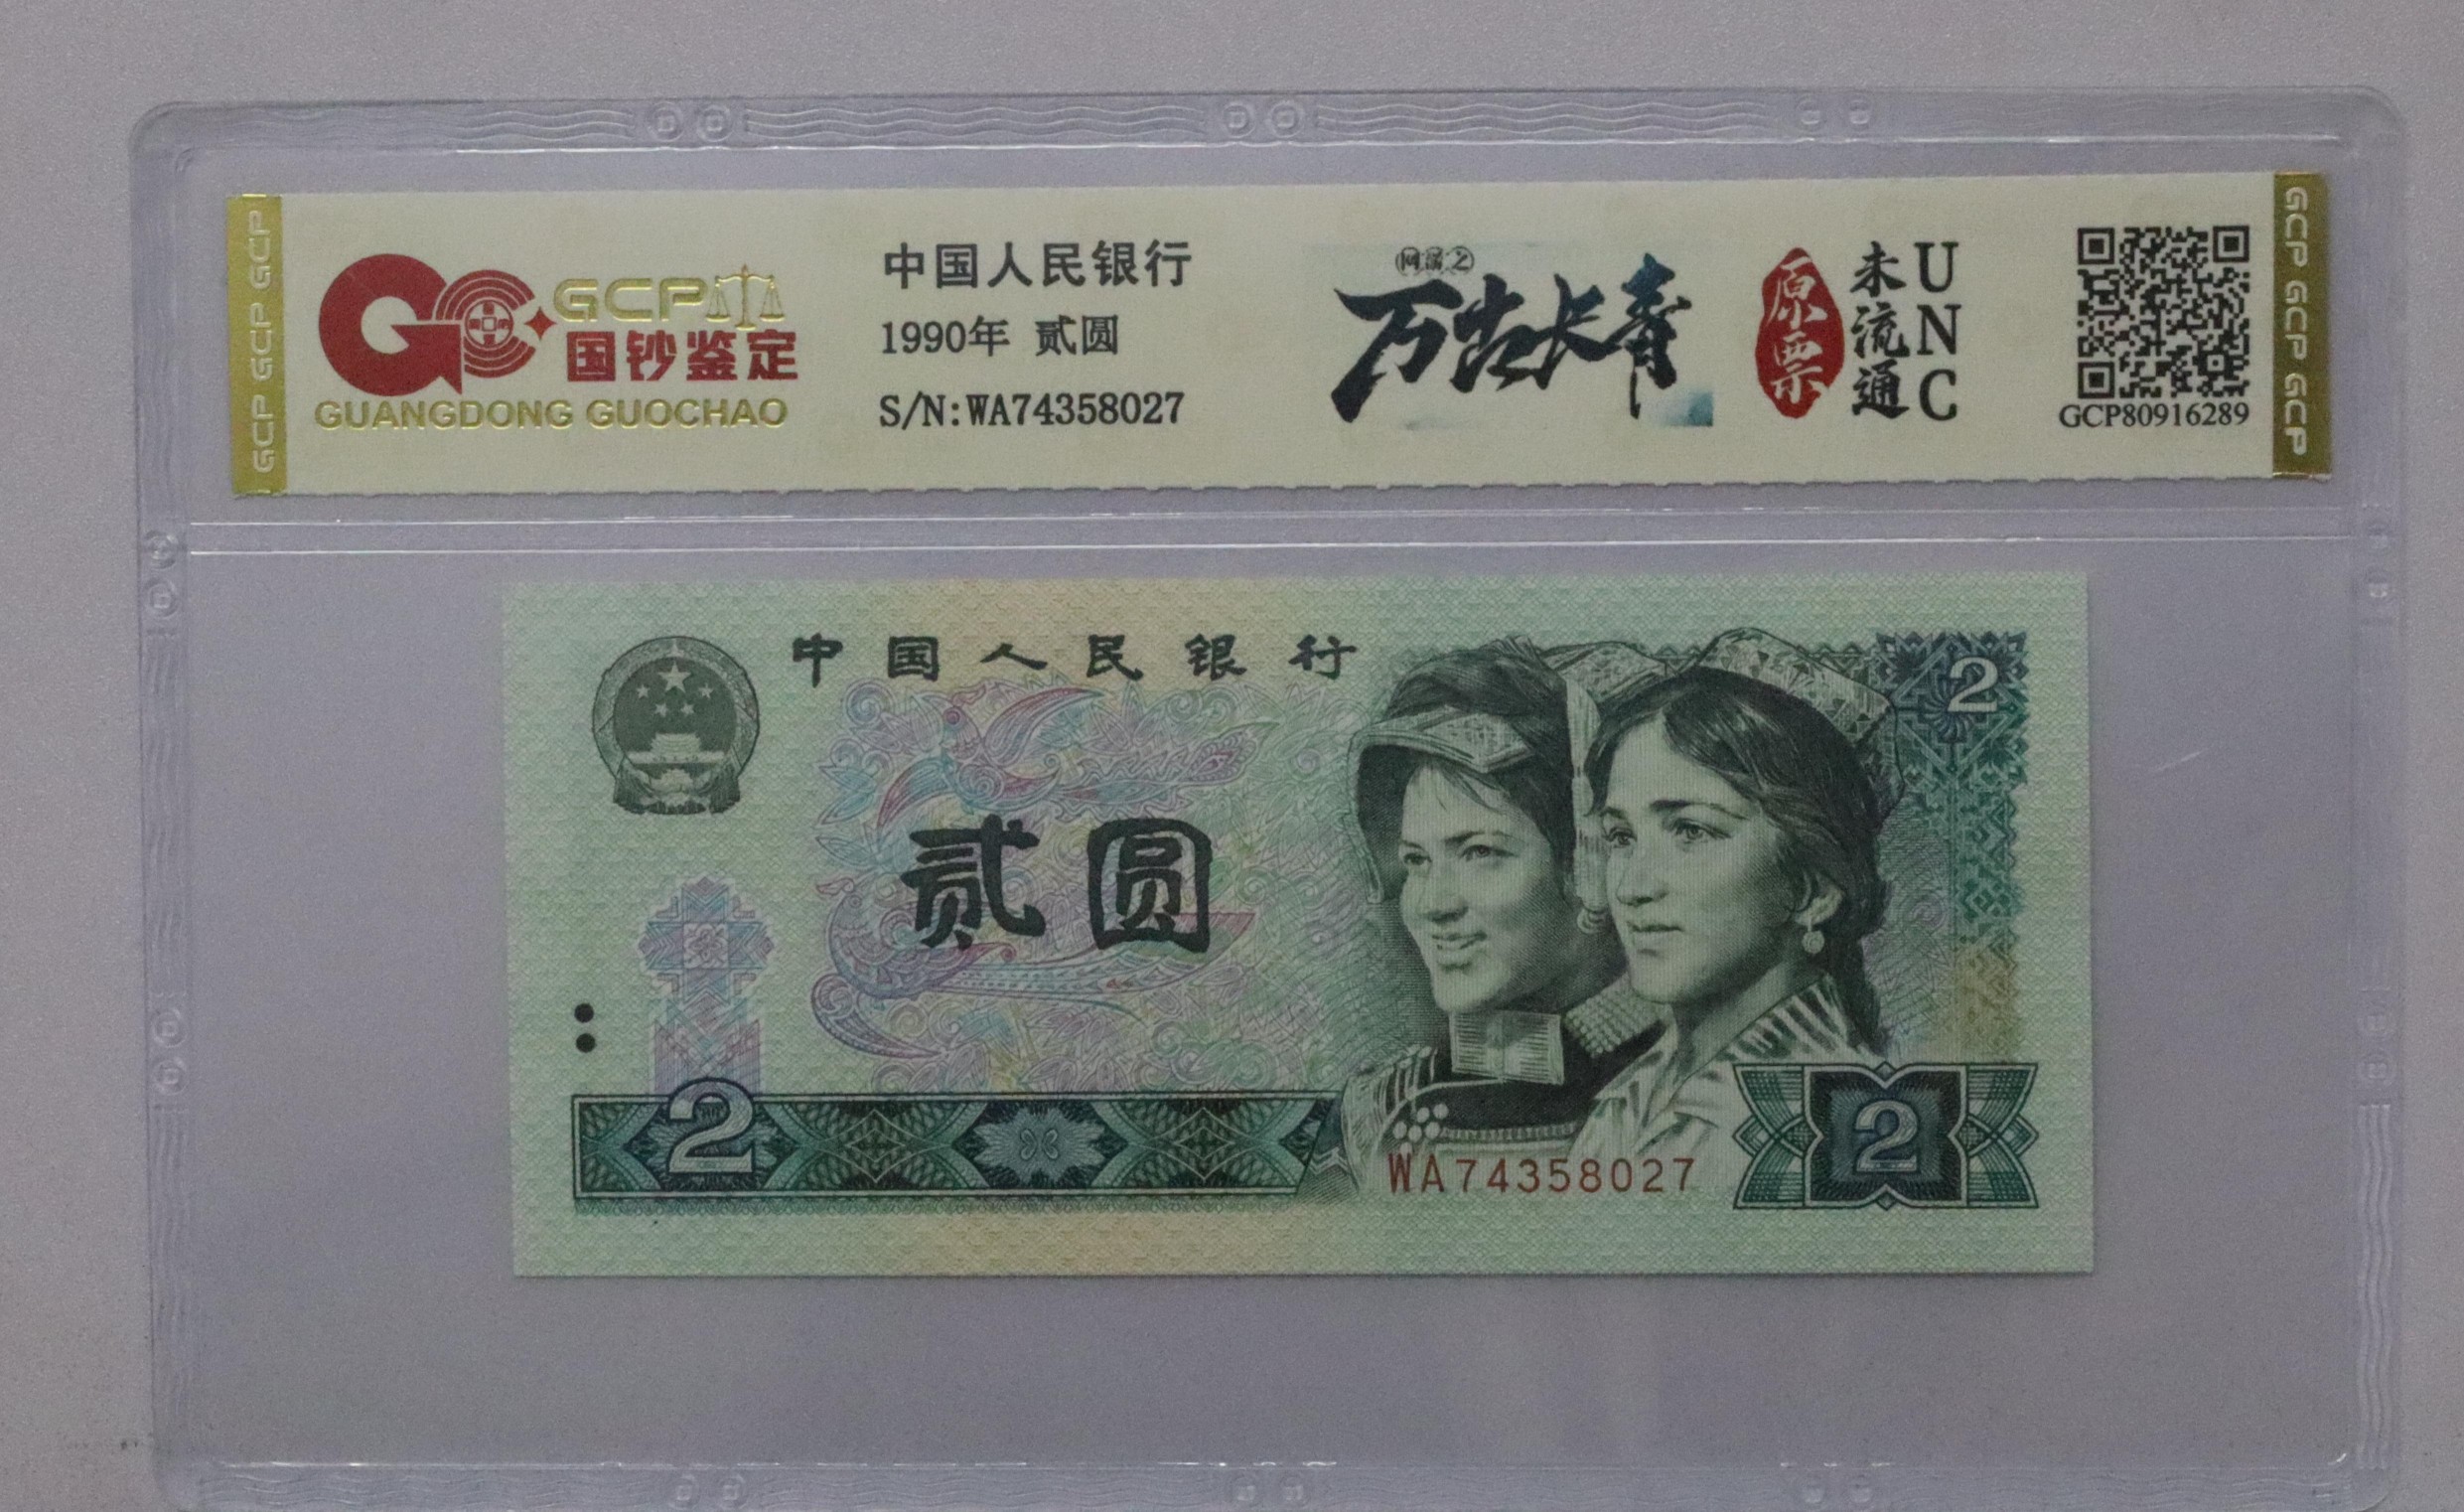 GCP GCP GCP
GCP
国钞鉴定
GUANGDONG GUOCHAO
中国人民银行
1990年 贰圆
S/N:WA74358027
万古长青
原票
未流通
UNC
GCP80916289
GCP GCP GCP
中国人民银行
2
贰圆
2
WA74358027
2